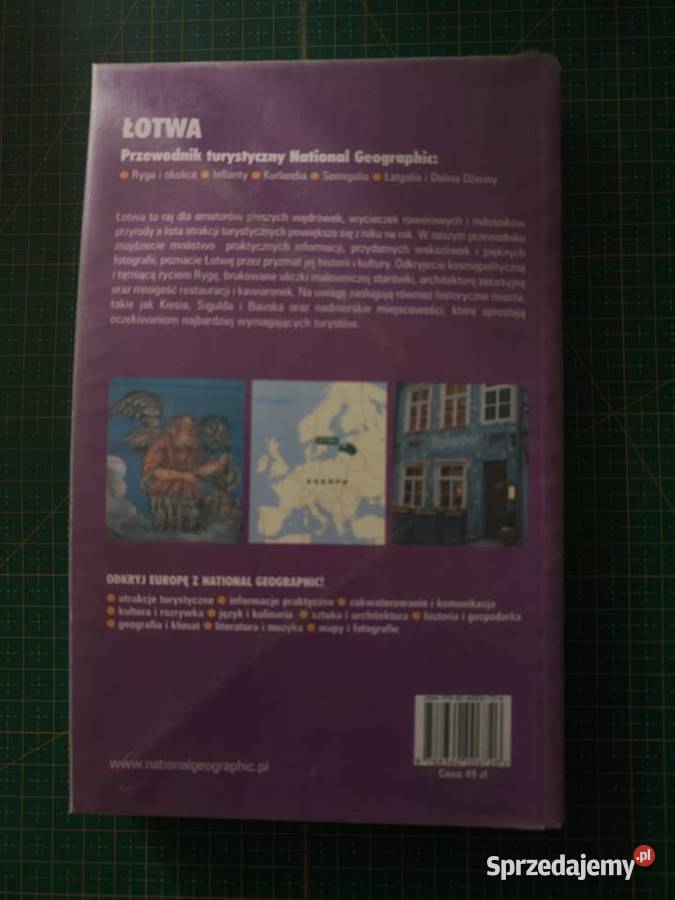 ŁOTWA
Przewodnik turystyczny National Geographic:
Ryga i okolice Inflanty Kurlandia Semigalia Łatgalia i Dolina Dźwiny
Łotwa to raj dla amatorów pieszych wędrówek, wycieczek rowerowych i miłośników
przyrody a lista atrakcji turystycznych powiększa się z roku na rok. W naszym przewodniku
znajdziecie mnóstwo praktycznych informacji, przydatnych wskazówek i pięknych
fotografii, poznacie Łotwę przez pryzmat jej historii i kultury. Odkryjecie kosmopolityczną
i tętniącą życiem Rygę, brukowane uliczki malowniczej starówki, architekturę secesyjną
oraz mnogość restauracji i kawiarenek. Na uwagę zasługują również historyczne miasta,
takie jak Kiesia, Sigulda i Bauska oraz nadmorskie miejscowości, które sprostają
oczekiwaniom najbardziej wymagających turystów.
EUROPA
ODKRYJ EUROPĘ Z NATIONAL GEOGRAPHIC!
atrakcje turystyczne informacje praktyczne zakwaterowanie i komunikacja
kultura i rozrywka język i kulinaria sztuka i architektura historia i gospodarka
geografia i klimat literatura i muzyka mapy i fotografie
www.nationalgeographic.pl
Cena 49 zł
Sprzedajemy.pl